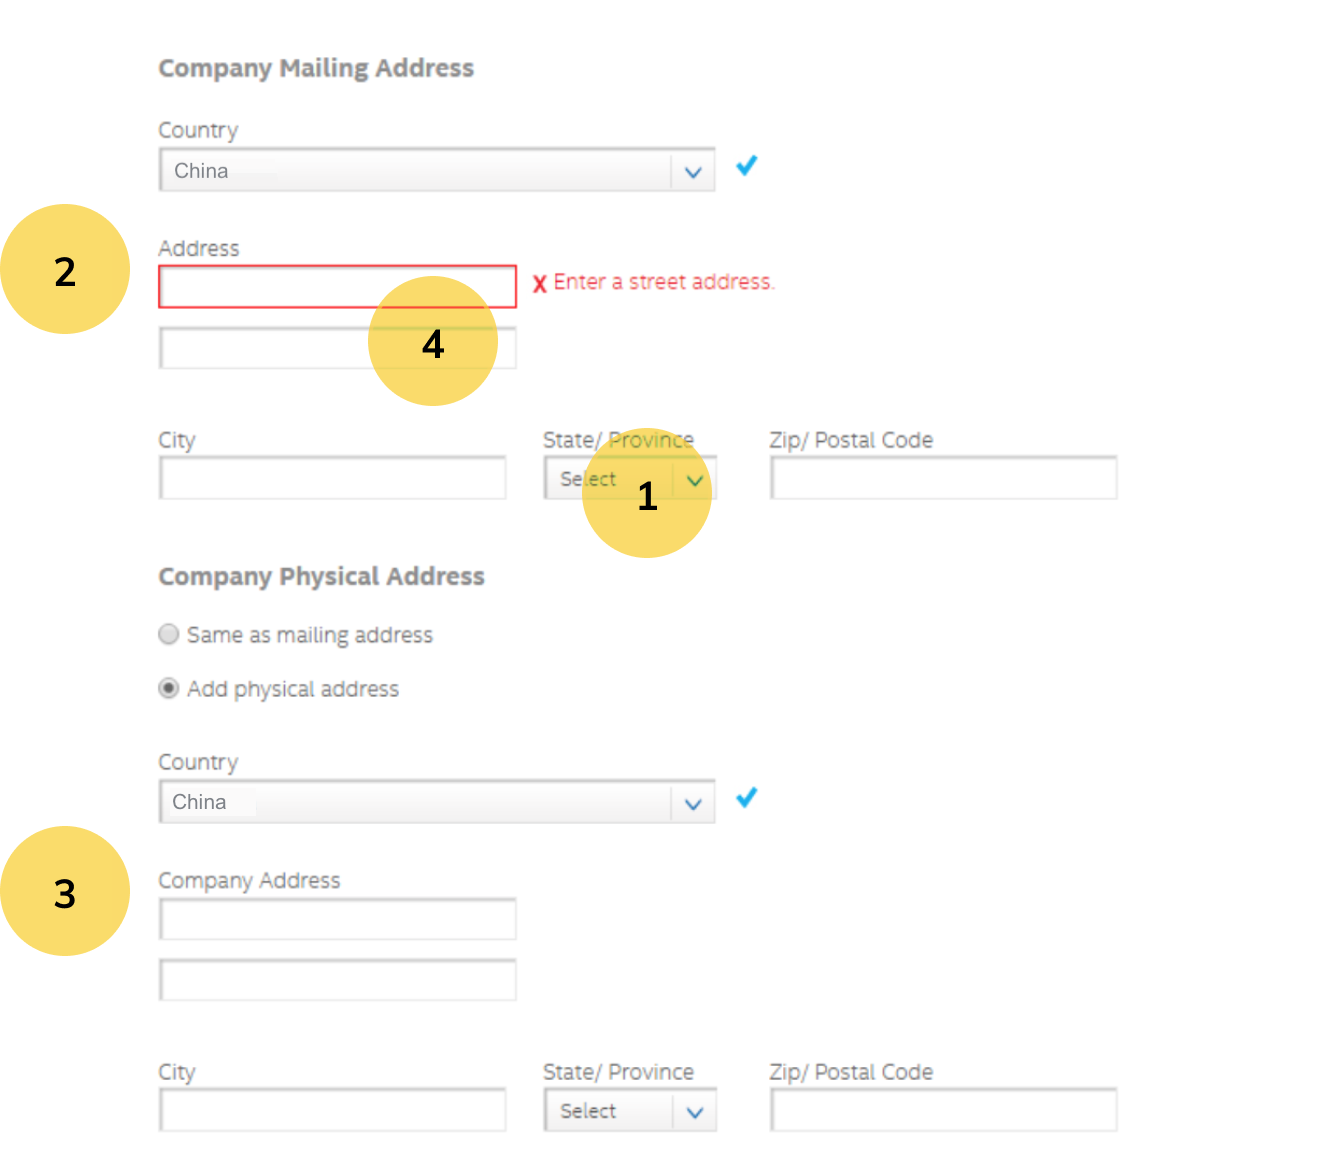 Company Mailing Address
Country
China
2
Address
X Enter a street address.
4
City State/ Province Zip/ Postal Code
Select
1
Company Physical Address
Same as mailing address
Add physical address
Country
China
3
Company Address
City State/ Province Zip/ Postal Code
Select